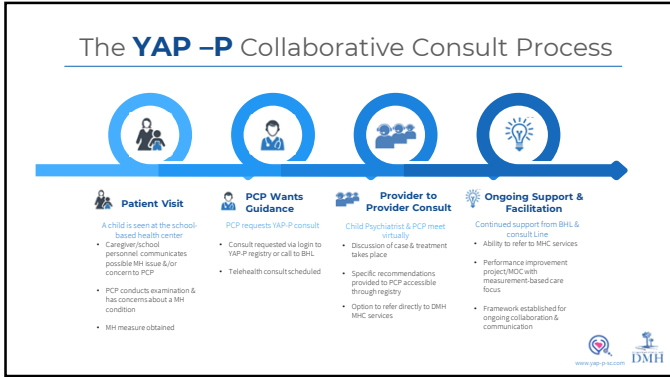 The YAP –P Collaborative Consult Process
Patient Visit
A child is seen at the school-
based health center
• Caregiver/school
personnel communicates
possible MH issue &/or
concern to PCP
• PCP conducts examination &
has concerns about a MH
condition
• MH measure obtained
PCP Wants
Guidance
PCP requests YAP-P consult
• Consult requested via login to
YAP-P registry or call to BHL
• Telehealth consult scheduled
Provider to
Provider Consult
Child Psychiatrist & PCP meet
virtually
• Discussion of case & treatment
takes place
• Specific recommendations
provided to PCP accessible
through registry
• Option to refer directly to DMH
MHC services
Ongoing Support &
Facilitation
Continued support from BHL &
consult Line
• Ability to refer to MHC services
• Performance improvement
project/MOC with
measurement-based care
focus
• Framework established for
ongoing collaboration &
communication
www.yap-p-sc.com
DMH